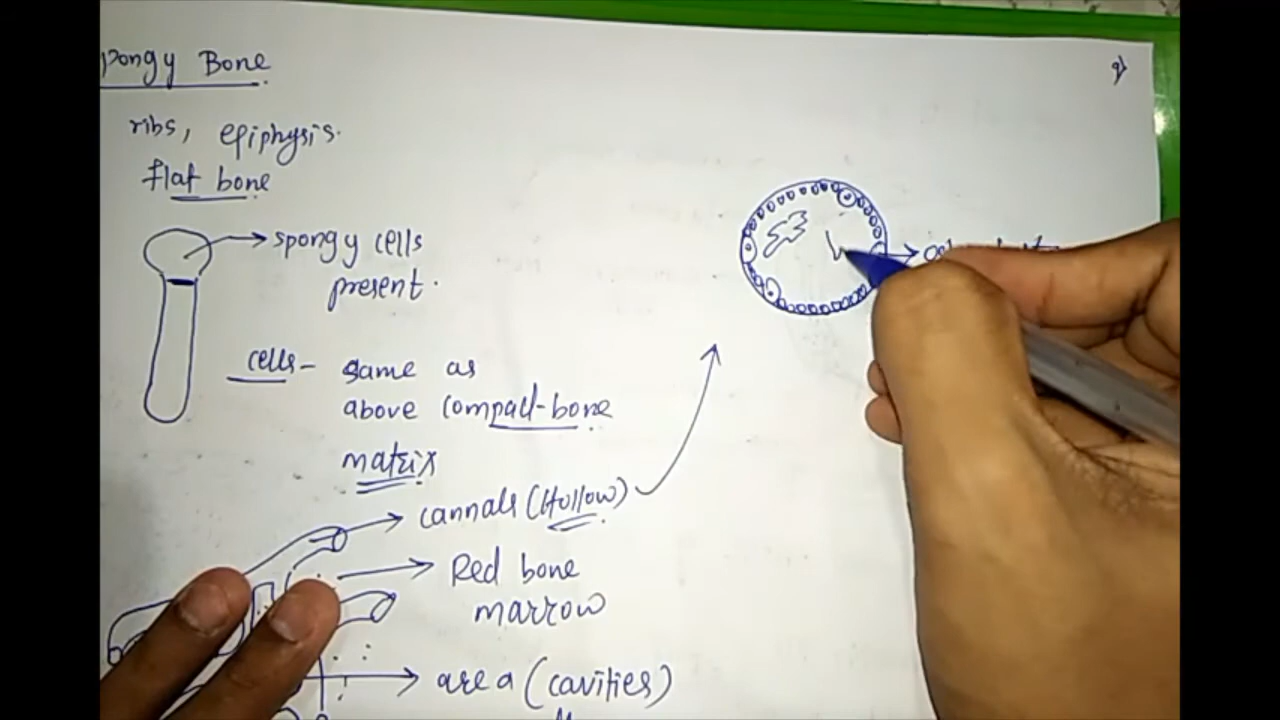 pongy Bone
ribs, epiphysis.
flat bone
spongy cells
present.
cells - same as
above compact-bone
matrix
cannals (Hollow)
Red bone
marrow
area (cavities)